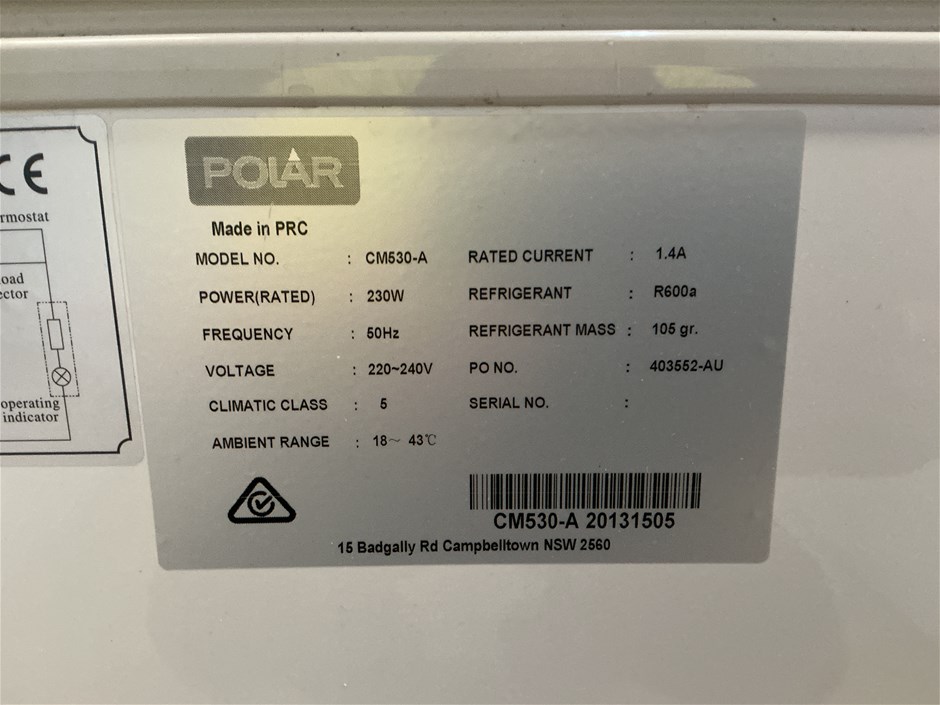 CE
rmostat
oad
ctor
operating
indicator
POLAR
Made in PRC
MODEL NO. : CM530-A RATED CURRENT : 1.4A
POWER(RATED) : 230W REFRIGERANT : R600a
FREQUENCY : 50Hz REFRIGERANT MASS : 105 gr.
VOLTAGE : 220~240V PO NO. : 403552-AU
CLIMATIC CLASS : 5 SERIAL NO. :
AMBIENT RANGE : 18~ 43℃
CM530-A 20131505
15 Badgally Rd Campbelltown NSW 2560